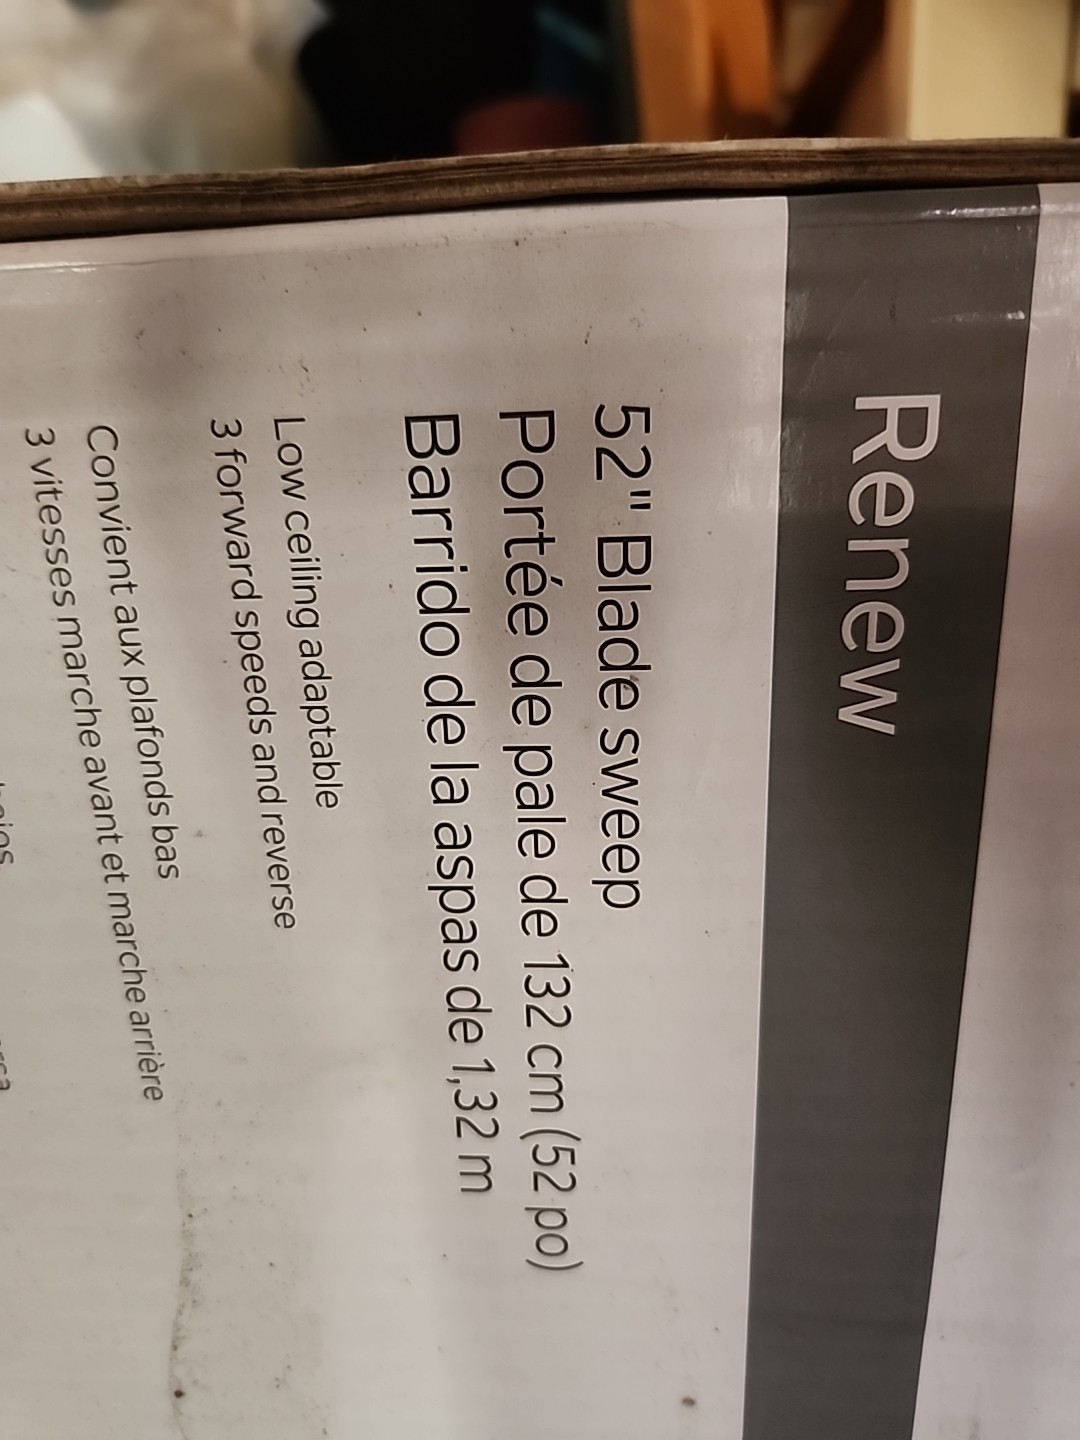 Renew
52" Blade sweep
Portée de pale de 132 cm (52 po)
Barrido de la aspas de 1,32 m
Low ceiling adaptable
3 forward speeds and reverse
Convient aux plafonds bas
3 vitesses marche avant et marche arrière